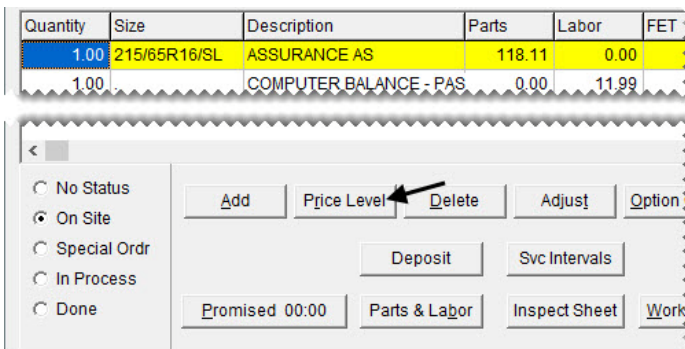 Quantity Size Description Parts Labor FET
1.00 215/65R16/SL ASSURANCE AS 118.11 0.00
1.00 . COMPUTER BALANCE - PAS 0.00 11.99
<
No Status
On Site
Special Ordr
In Process
Done
Add Price Level Delete Adjust Option
Deposit Svc Intervals
Promised 00:00 Parts & Labor Inspect Sheet Work